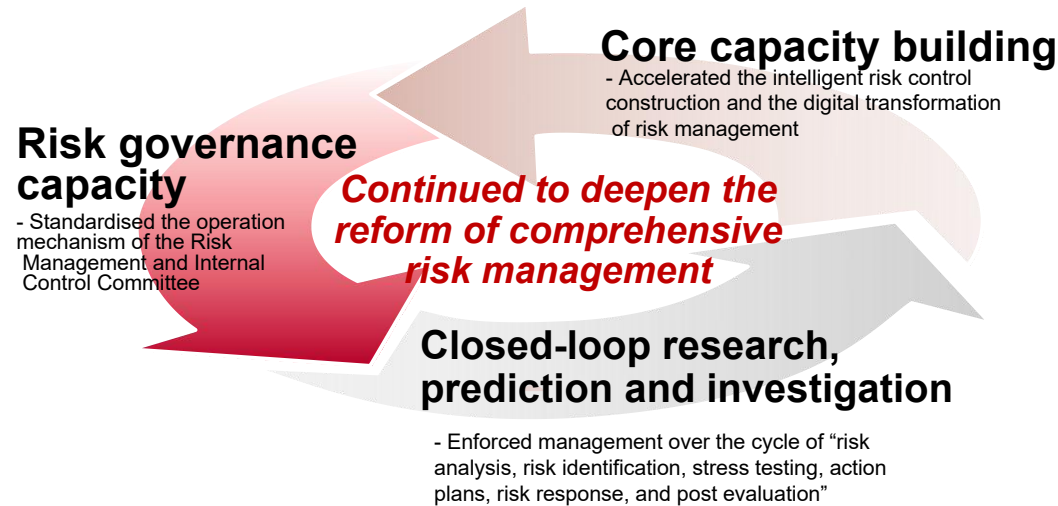 Core capacity building
- Accelerated the intelligent risk control
construction and the digital transformation
of risk management
Risk governance
capacity
- Standardised the operation
mechanism of the Risk
Management and Internal
Control Committee
Continued to deepen the
reform of comprehensive
risk management
Closed-loop research,
prediction and investigation
- Enforced management over the cycle of “risk
analysis, risk identification, stress testing, action
plans, risk response, and post evaluation”